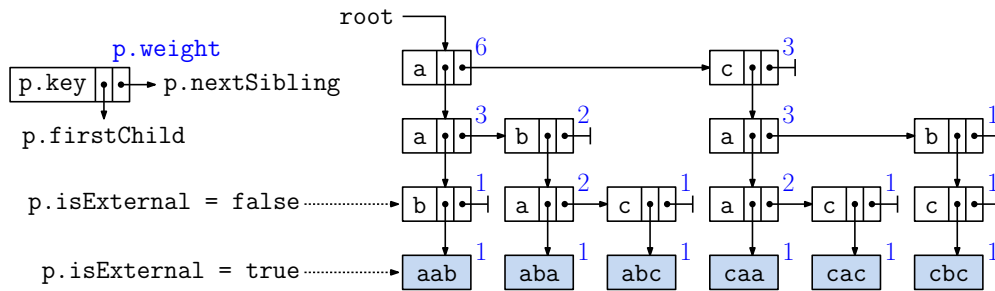 root
p.weight
6
3
a
c
p.key
p.nextSibling
p.firstChild
3
2
3
1
a
b
a
b
1
2
1
2
1
1
p.isExternal = false
b
a
c
a
c
c
1
1
1
1
1
1
p.isExternal = true
aab
aba
abc
caa
cac
cbc